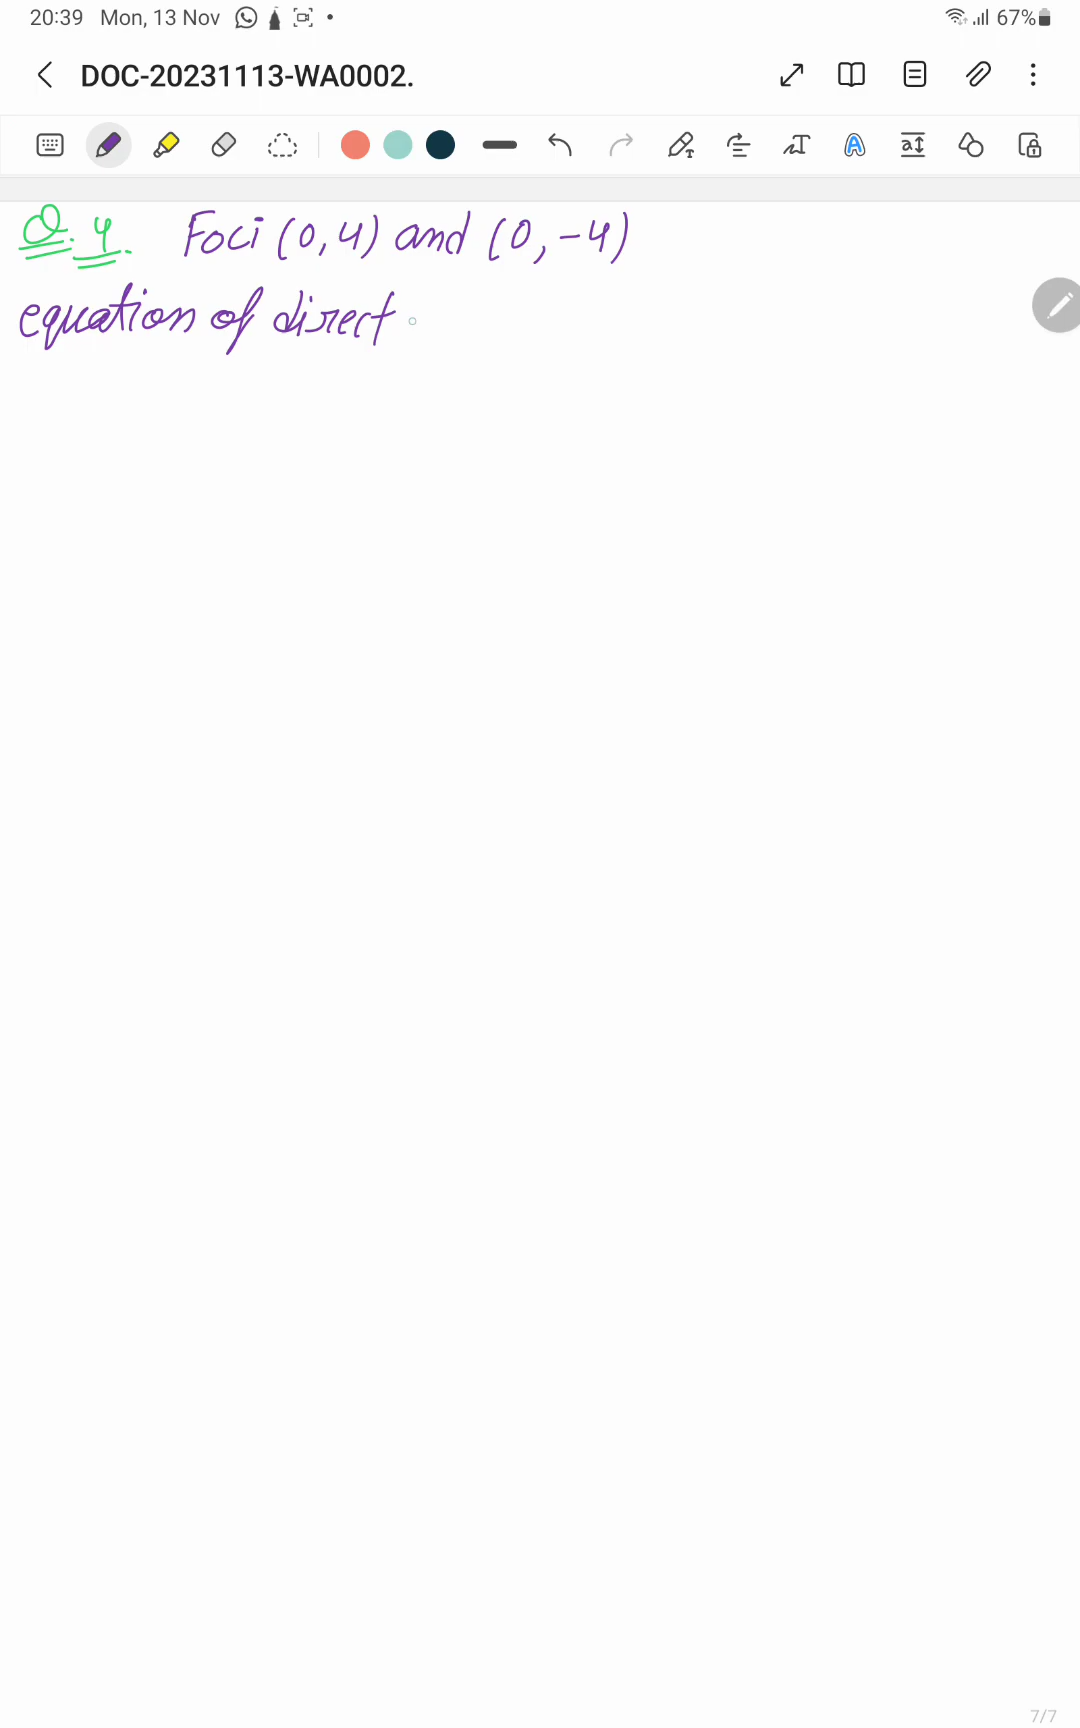 20:39 Mon, 13 Nov 67%
DOC-20231113-WA0002.
Q.4. Foci (0,4) and (0,-4)
equation of direct
7/7